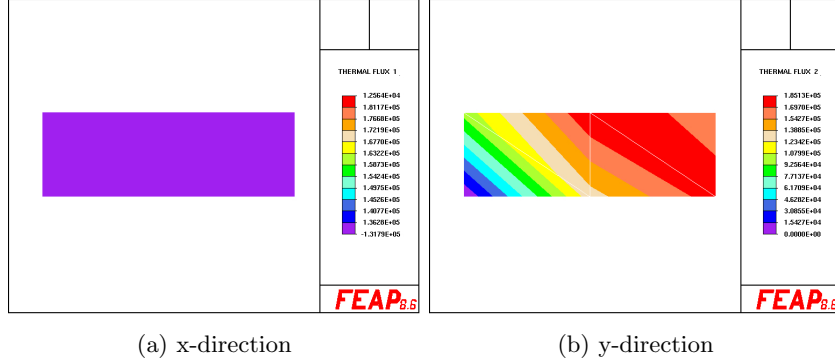 THERMAL FLUX 1
1.2564E+04
1.8117E+05
1.7668E+05
1.7219E+05
1.6770E+05
1.6322E+05
1.5873E+05
1.5424E+05
1.4975E+05
1.4526E+05
1.4077E+05
1.3628E+05
-1.3179E+05
FEAP8.6
(a) x-direction
THERMAL FLUX 2
1.8513E+05
1.6970E+05
1.5427E+05
1.3885E+05
1.2342E+05
1.0799E+05
9.2564E+04
7.7137E+04
6.1709E+04
4.6282E+04
3.0855E+04
1.5427E+04
0.0000E+00
FEAP8.6
(b) y-direction